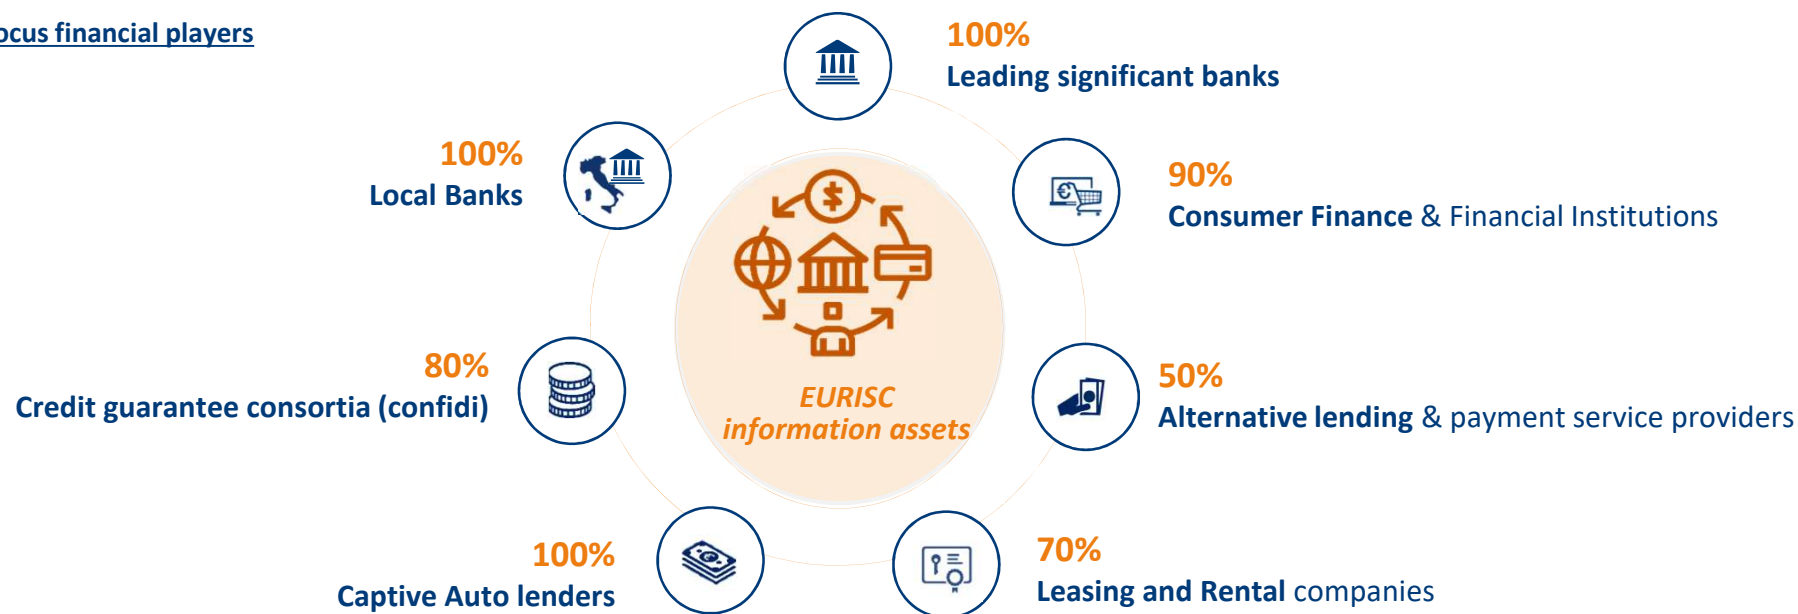 ocus financial players
100%
Leading significant banks
100%
Local Banks
90%
Consumer Finance & Financial Institutions
80%
Credit guarantee consortia (confidi)
EURISC
information assets
50%
Alternative lending & payment service providers
100%
Captive Auto lenders
70%
Leasing and Rental companies